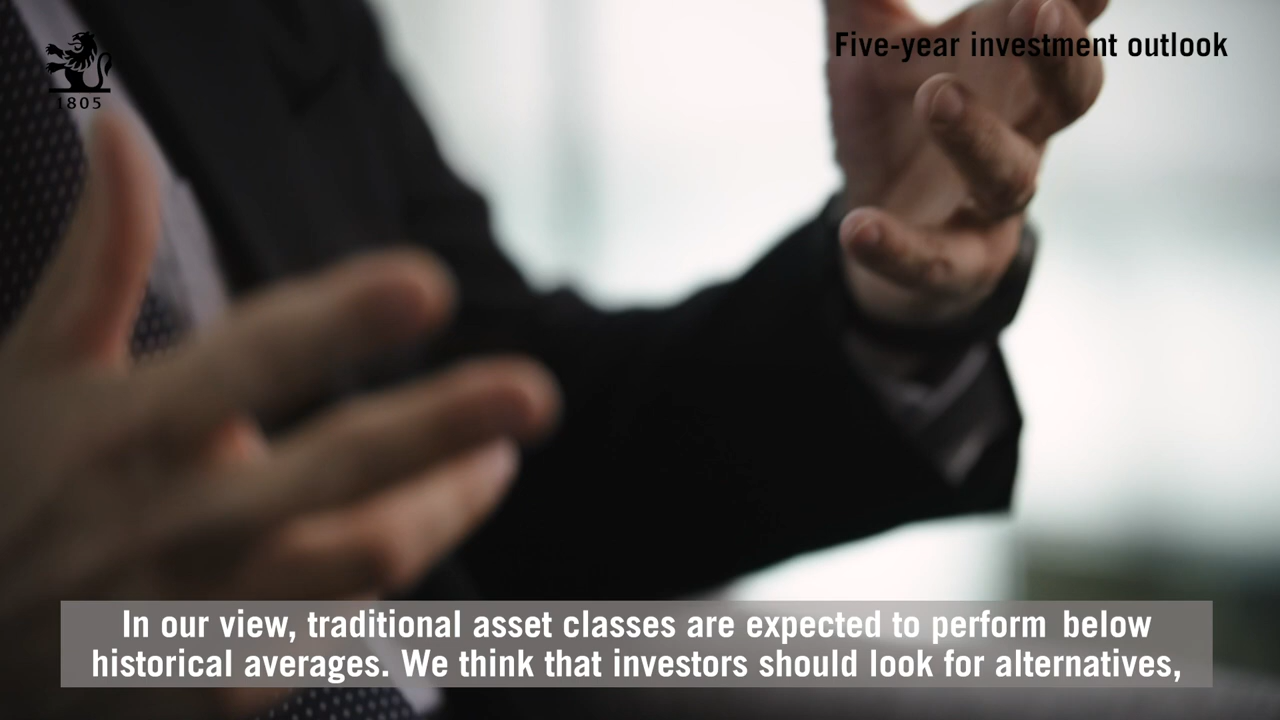 1805
Five-year investment outlook
In our view, traditional asset classes are expected to perform below
historical averages. We think that investors should look for alternatives,